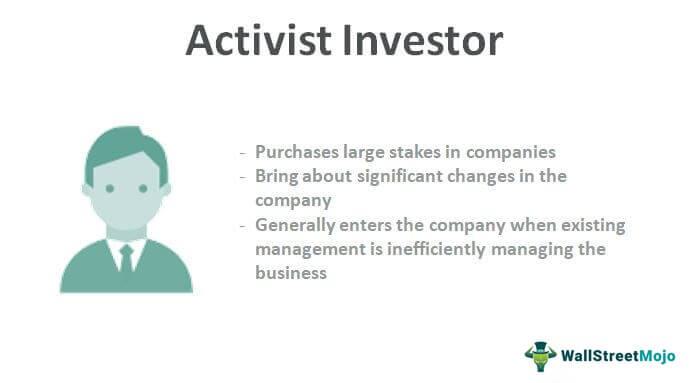 Activist Investor
- Purchases large stakes in companies
- Bring about significant changes in the
company
- Generally enters the company when existing
management is inefficiently managing the
business
WallStreetMojo